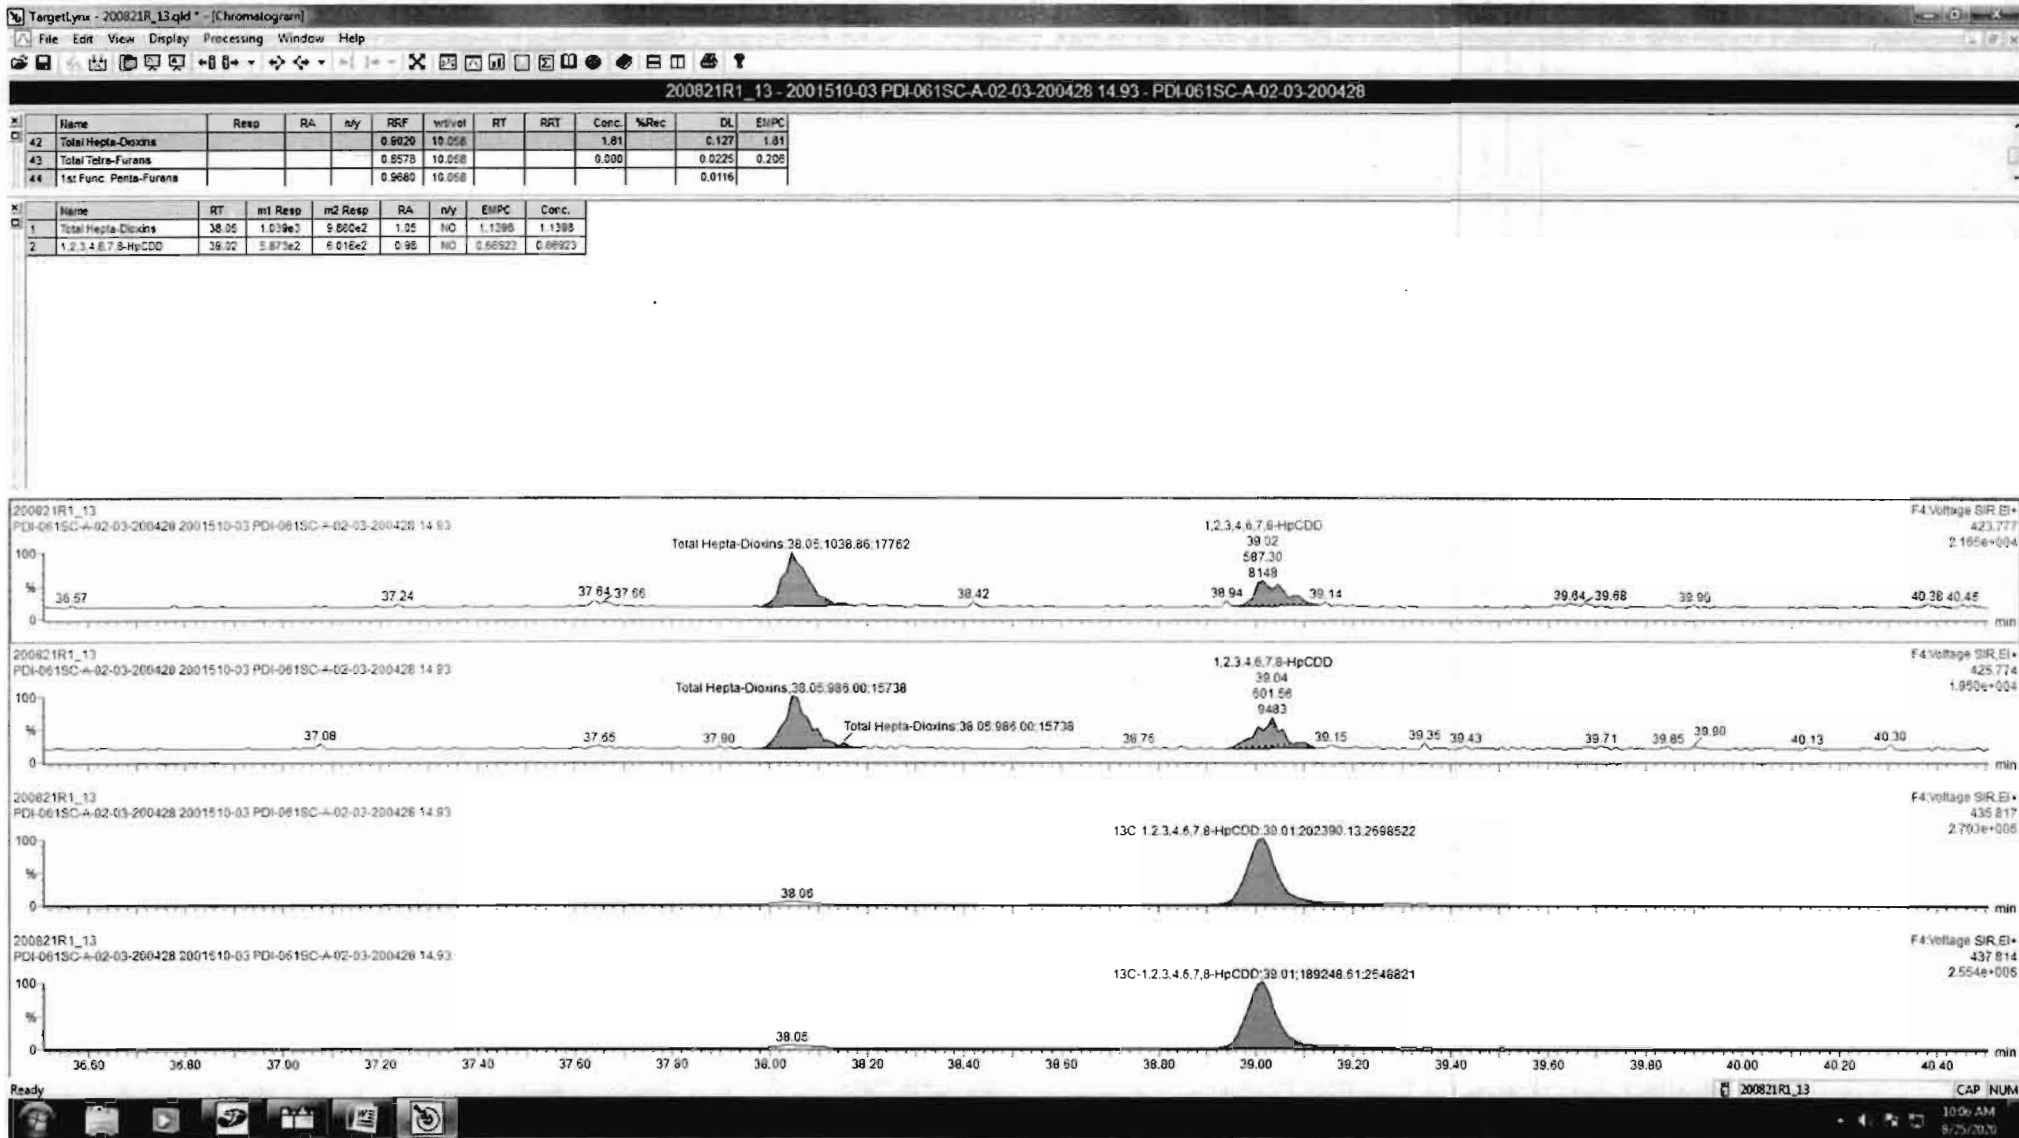 TargetLynx - 200821R_13.qld * - [Chromatogram]
File Edit View Display Processing Window Help
200821R1_13 - 2001510-03 PDI-061SC-A-02-03-200428 14.93 - PDI-061SC-A-02-03-200428
Name Resp RA n/y RRF wt/vol RT RRT Conc. %Rec DL EMPC
42 Total Hepta-Dioxins 0.9020 10.058 1.81 0.127 1.81
43 Total Tetra-Furans 0.8578 10.058 0.000 0.0225 0.206
44 1st Func. Penta-Furans 0.9680 10.058 0.0116
Name RT m1 Resp m2 Resp RA n/y EMPC Conc.
1 Total Hepta-Dioxins 38.05 1.039e3 9.860e2 1.05 NO 1.1398 1.1398
2 1,2,3,4,6,7,8-HpCDD 39.02 5.873e2 6.016e2 0.98 NO 0.66923 0.66923
200821R1_13
PDI-061SC-A-02-03-200428 2001510-03 PDI-061SC-A-02-03-200428 14.93
F4:Voltage SIR,EI+
423.777
2.165e+004
1,2,3,4,6,7,8-HpCDD
39.02
587.30
8148
Total Hepta-Dioxins;38.05;1038.86;17762
100
%
0
36.57 37.24 37.64 37.66 38.42 38.94 39.14 39.64 39.68 39.90 40.38 40.45
min
200821R1_13
PDI-061SC-A-02-03-200428 2001510-03 PDI-061SC-A-02-03-200428 14.93
F4:Voltage SIR,EI+
425.774
1.950e+004
1,2,3,4,6,7,8-HpCDD
39.04
601.56
9483
Total Hepta-Dioxins;38.05;986.00;15738
Total Hepta-Dioxins;38.05;986.00;15738
100
%
0
37.08 37.65 37.90 38.76 39.15 39.35 39.43 39.71 39.85 39.90 40.13 40.30
min
200821R1_13
PDI-061SC-A-02-03-200428 2001510-03 PDI-061SC-A-02-03-200428 14.93
F4:Voltage SIR,EI+
435.817
2.703e+006
13C-1,2,3,4,6,7,8-HpCDD;39.01;202390.13;2698522
100
%
0
38.06
min
200821R1_13
PDI-061SC-A-02-03-200428 2001510-03 PDI-061SC-A-02-03-200428 14.93
F4:Voltage SIR,EI+
437.814
2.554e+006
13C-1,2,3,4,6,7,8-HpCDD;39.01;189248.61;2548821
100
%
0
38.05
min
36.60 36.80 37.00 37.20 37.40 37.60 37.80 38.00 38.20 38.40 38.60 38.80 39.00 39.20 39.40 39.60 39.80 40.00 40.20 40.40
Ready
200821R1_13 CAP NUM
10:06 AM
8/25/2020